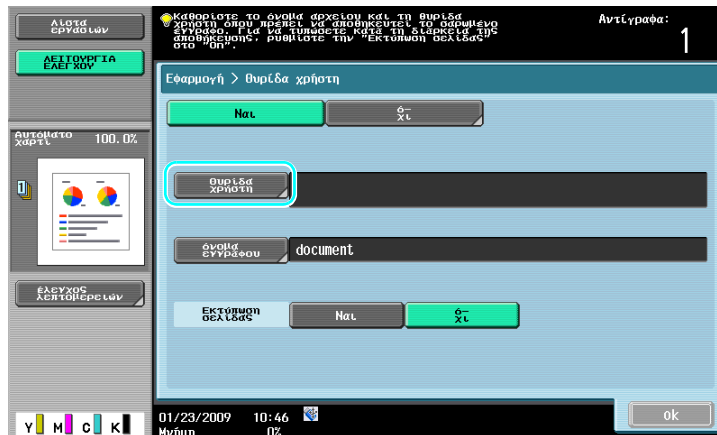 Λίστα
εργασιών
ΛΕΙΤΟΥΡΓΙΑ
ΕΛΕΓΧΟΥ
Καθορίστε το όνομα αρχείου και τη θυρίδα
χρήστη όπου πρέπει να αποθηκευτεί το σαρωμένο
έγγραφο. Για να τυπώσετε κατά τη διάρκεια της
αποθήκευσης, ρυθμίστε την "Εκτύπωση σελίδας"
στο "On".
Αντίγραφα:
1
Εφαρμογή > θυρίδα χρήστη
Ναι
ό-
χι
Αυτόματο
χαρτί
100.0%
1
θυρίδα
χρήστη
όνομα
εγγράφου
document
έλεγχος
λεπτομερειών
Εκτύπωση
σελίδας
Ναι
ό-
χι
Y M C K
01/23/2009 10:46
Μνήμη 0%
ok